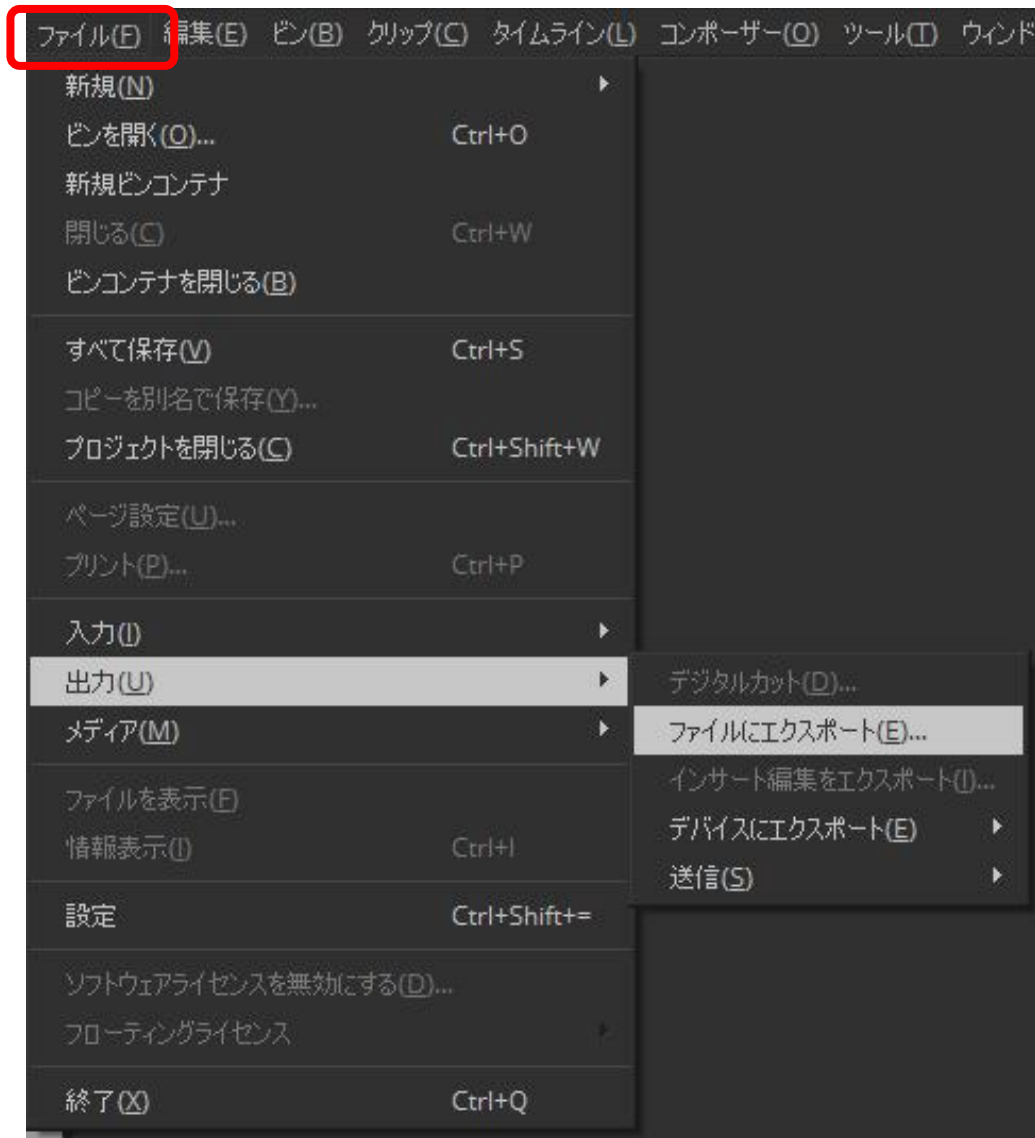 ファイル(F) 編集(E) ビン(B) クリップ(C) タイムライン(L) コンポーザー(O) ツール(T) ウィンド
新規(N)
ビンを開く(O)... Ctrl+O
新規ビンコンテナ
閉じる(C) Ctrl+W
ビンコンテナを閉じる(B)
すべて保存(V) Ctrl+S
コピーを別名で保存(Y)...
プロジェクトを閉じる(C) Ctrl+Shift+W
ページ設定(U)...
プリント(P)... Ctrl+P
入力(I)
出力(U)
メディア(M)
ファイルを表示(F)
情報表示(I) Ctrl+I
設定 Ctrl+Shift+=
ソフトウェアライセンスを無効にする(D)...
フローティングライセンス
終了(X) Ctrl+Q
デジタルカット(D)...
ファイルにエクスポート(E)...
インサート編集をエクスポート(I)...
デバイスにエクスポート(E)
送信(S)